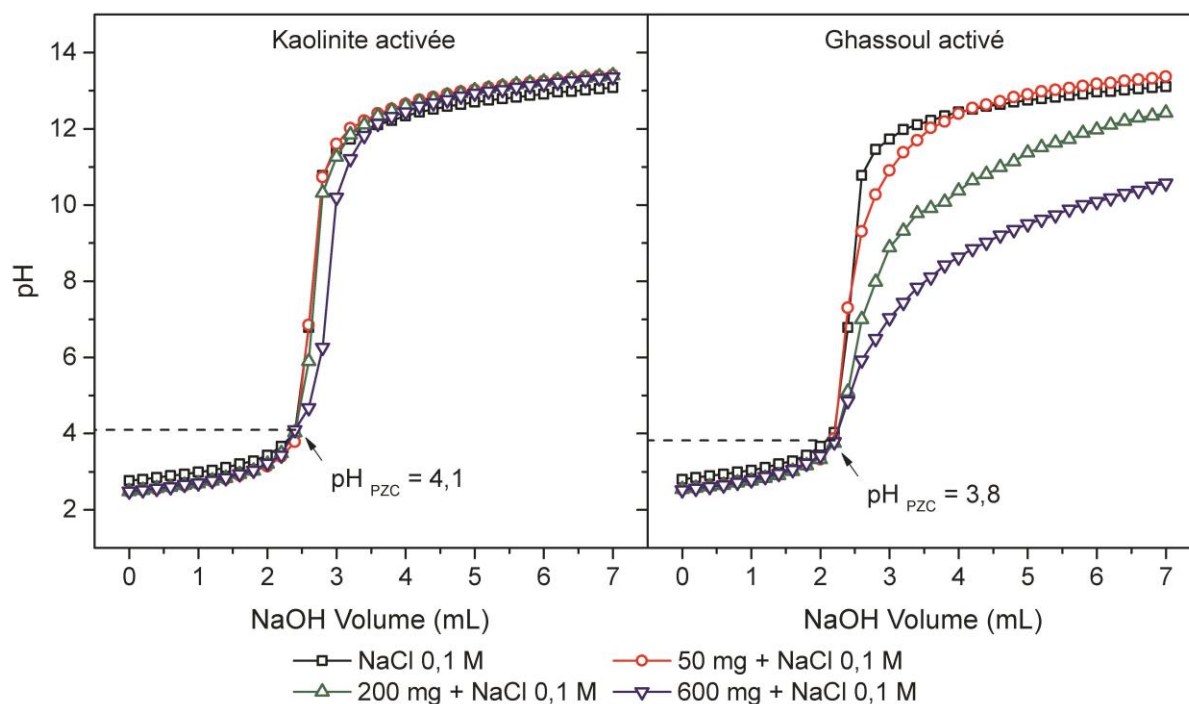 Kaolinite activée
Ghassoul activé
14
12
10
8
6
4
2
pH
pH PZC = 4,1
pH PZC = 3,8
0 1 2 3 4 5 6 7
0 1 2 3 4 5 6 7
NaOH Volume (mL)
NaOH Volume (mL)
NaCl 0,1 M
50 mg + NaCl 0,1 M
200 mg + NaCl 0,1 M
600 mg + NaCl 0,1 M